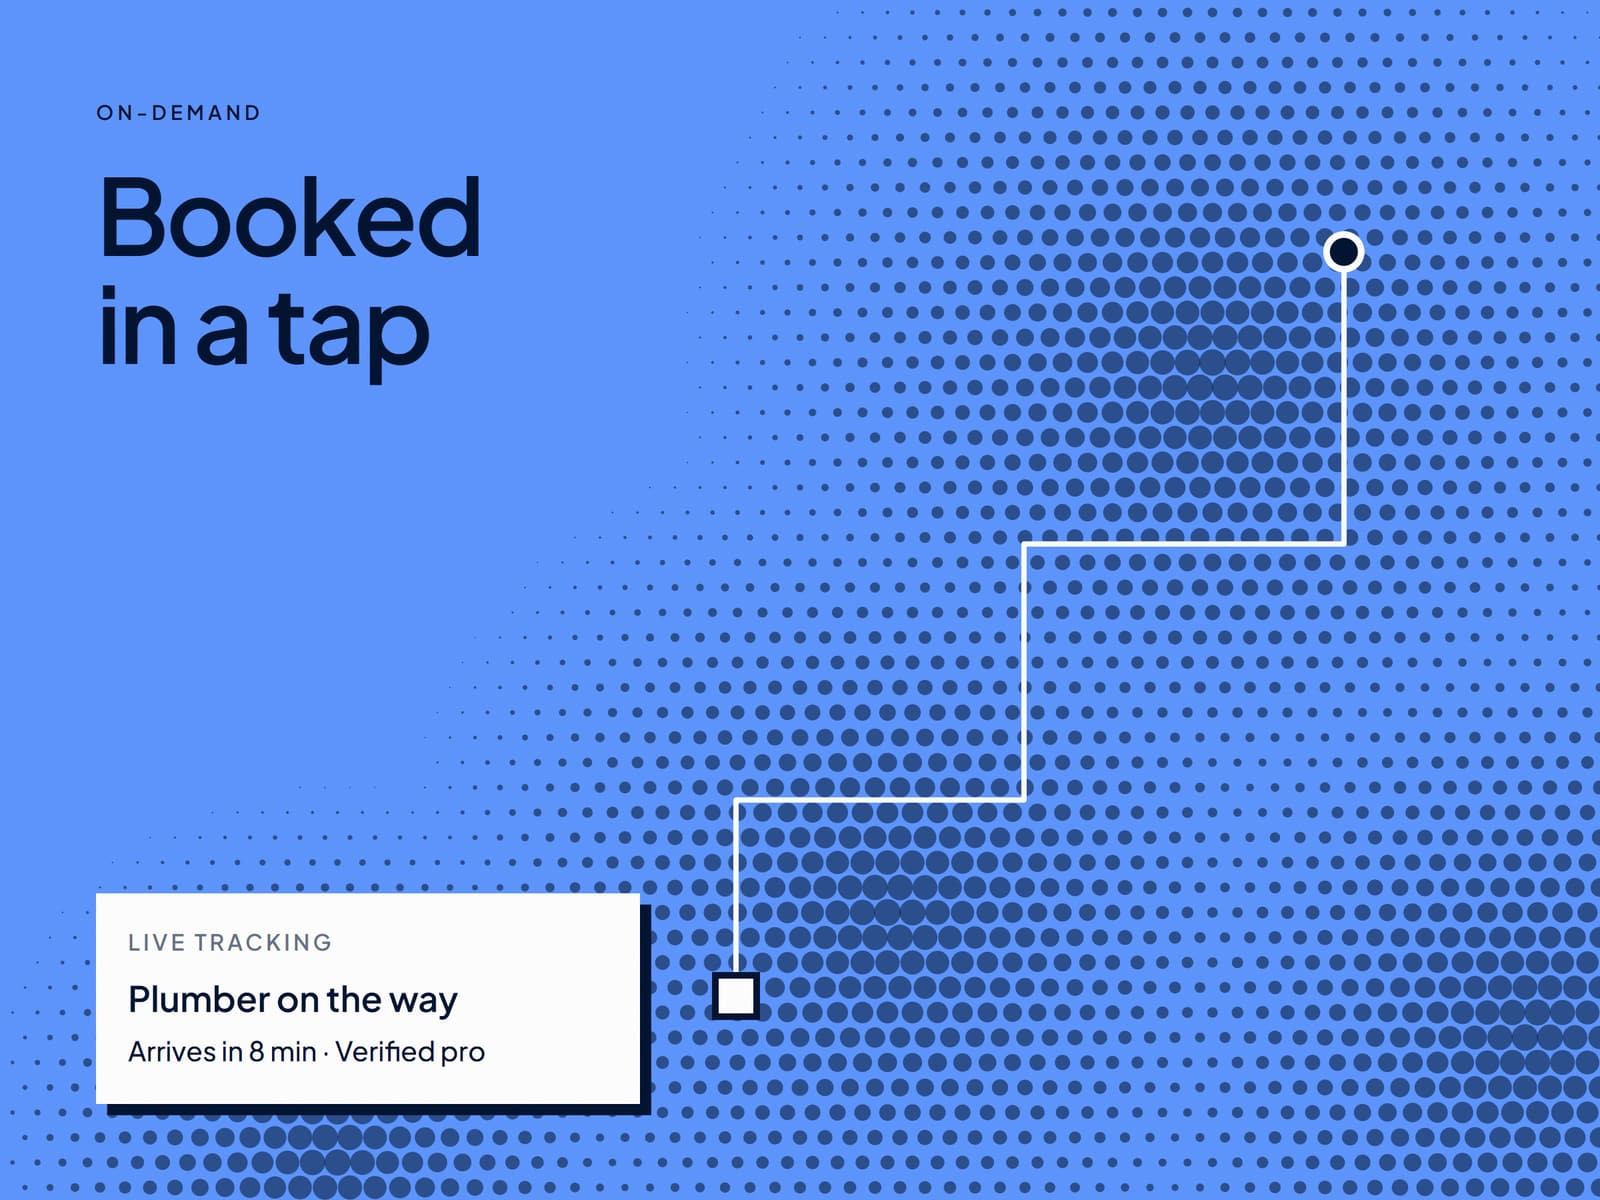 ON-DEMAND
Booked
in a tap
LIVE TRACKING
Plumber on the way
Arrives in 8 min · Verified pro